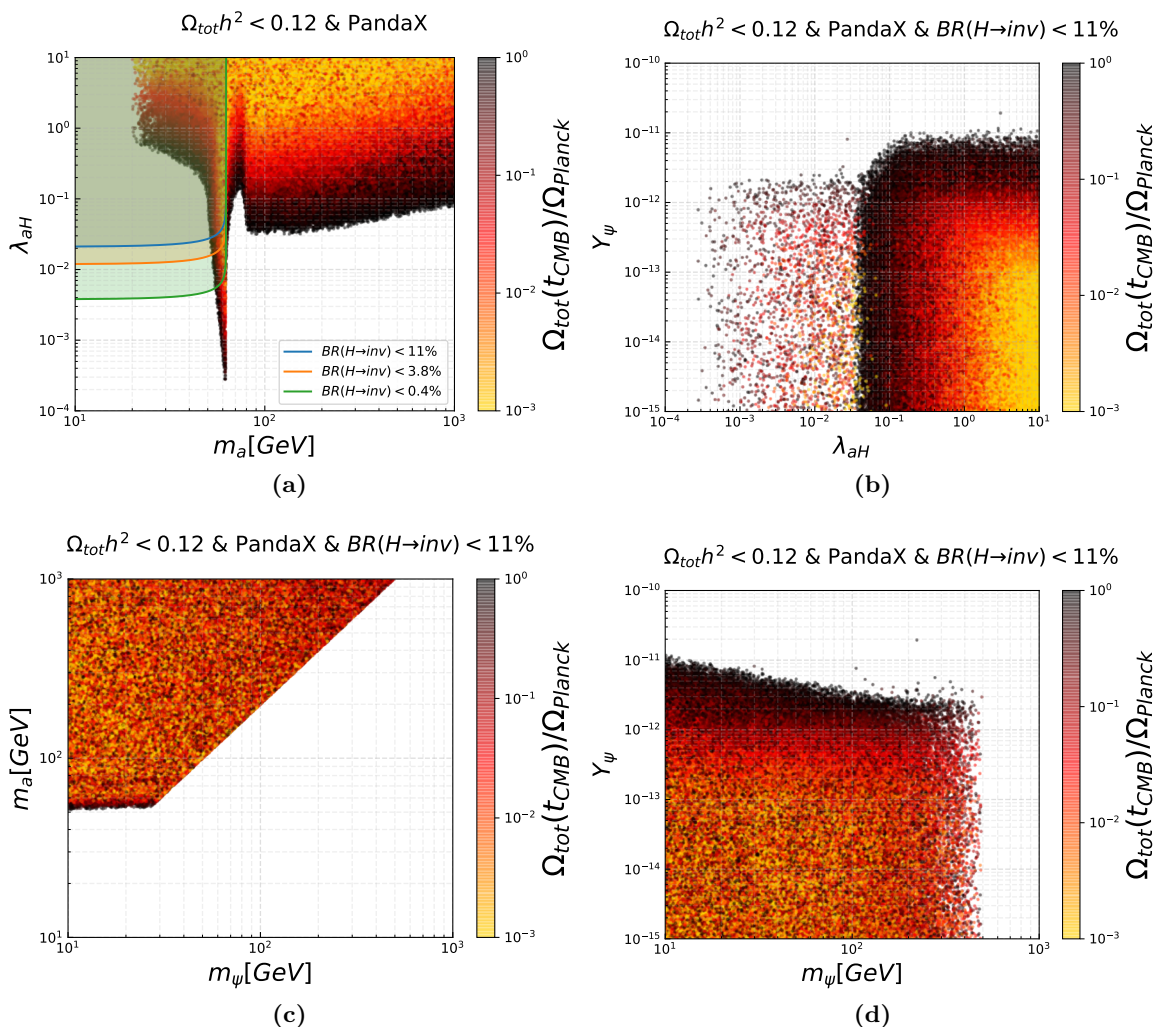 Ω_tot h² < 0.12 & PandaX
10¹
10⁰
10⁻¹
10⁻²
10⁻³
10⁻⁴
λ_aH
10¹
10²
10³
m_a[GeV]
BR(H→inv) < 11%
BR(H→inv) < 3.8%
BR(H→inv) < 0.4%
10⁰
10⁻¹
10⁻²
10⁻³
Ω_tot(t_CMB)/Ω_Planck
(a)
Ω_tot h² < 0.12 & PandaX & BR(H→inv) < 11%
10⁻¹⁰
10⁻¹¹
10⁻¹²
10⁻¹³
10⁻¹⁴
10⁻¹⁵
Y_ψ
10⁻⁴
10⁻³
10⁻²
10⁻¹
10⁰
10¹
λ_aH
10⁰
10⁻¹
10⁻²
10⁻³
Ω_tot(t_CMB)/Ω_Planck
(b)
Ω_tot h² < 0.12 & PandaX & BR(H→inv) < 11%
10³
10²
10¹
m_a[GeV]
10¹
10²
10³
m_ψ[GeV]
10⁰
10⁻¹
10⁻²
10⁻³
Ω_tot(t_CMB)/Ω_Planck
(c)
Ω_tot h² < 0.12 & PandaX & BR(H→inv) < 11%
10⁻¹⁰
10⁻¹¹
10⁻¹²
10⁻¹³
10⁻¹⁴
10⁻¹⁵
Y_ψ
10¹
10²
10³
m_ψ[GeV]
10⁰
10⁻¹
10⁻²
10⁻³
Ω_tot(t_CMB)/Ω_Planck
(d)